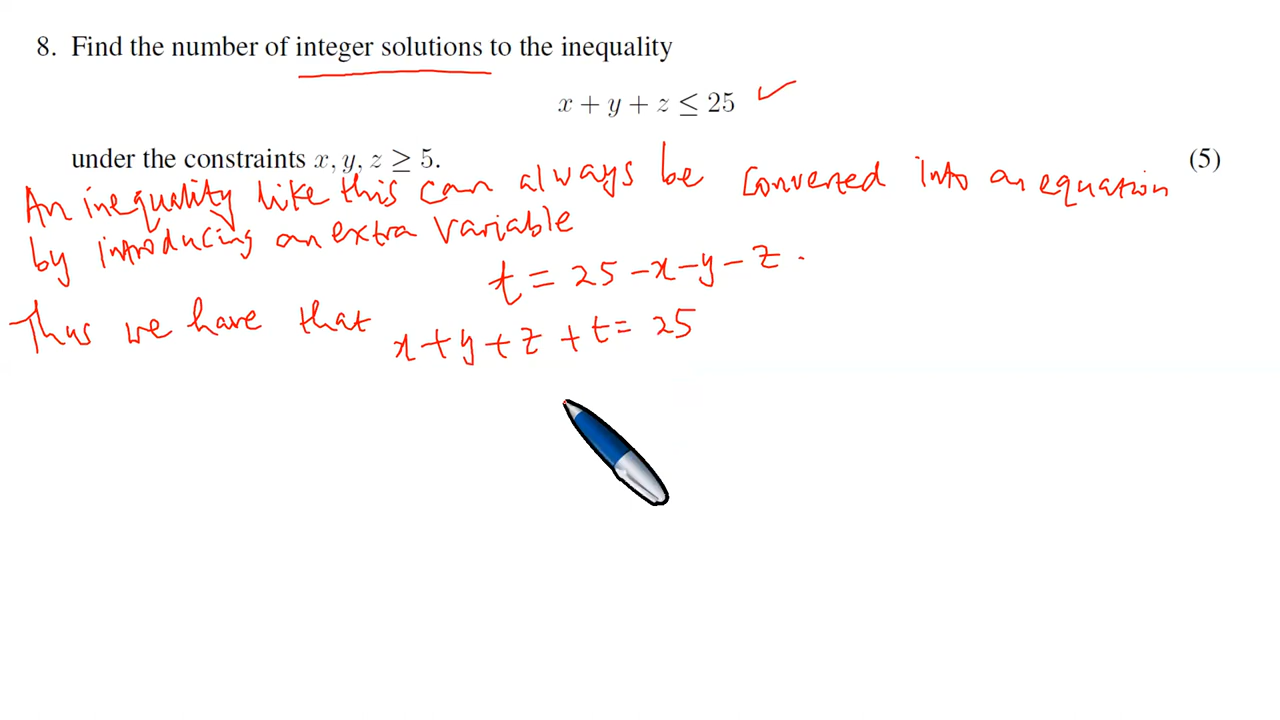 8. Find the number of integer solutions to the inequality
x + y + z ≤ 25 ✓
under the constraints x, y, z ≥ 5. (5)
An inequality like this can always be converted into an equation
by introducing an extra variable
t = 25 - x - y - z .
Thus we have that x + y + z + t = 25